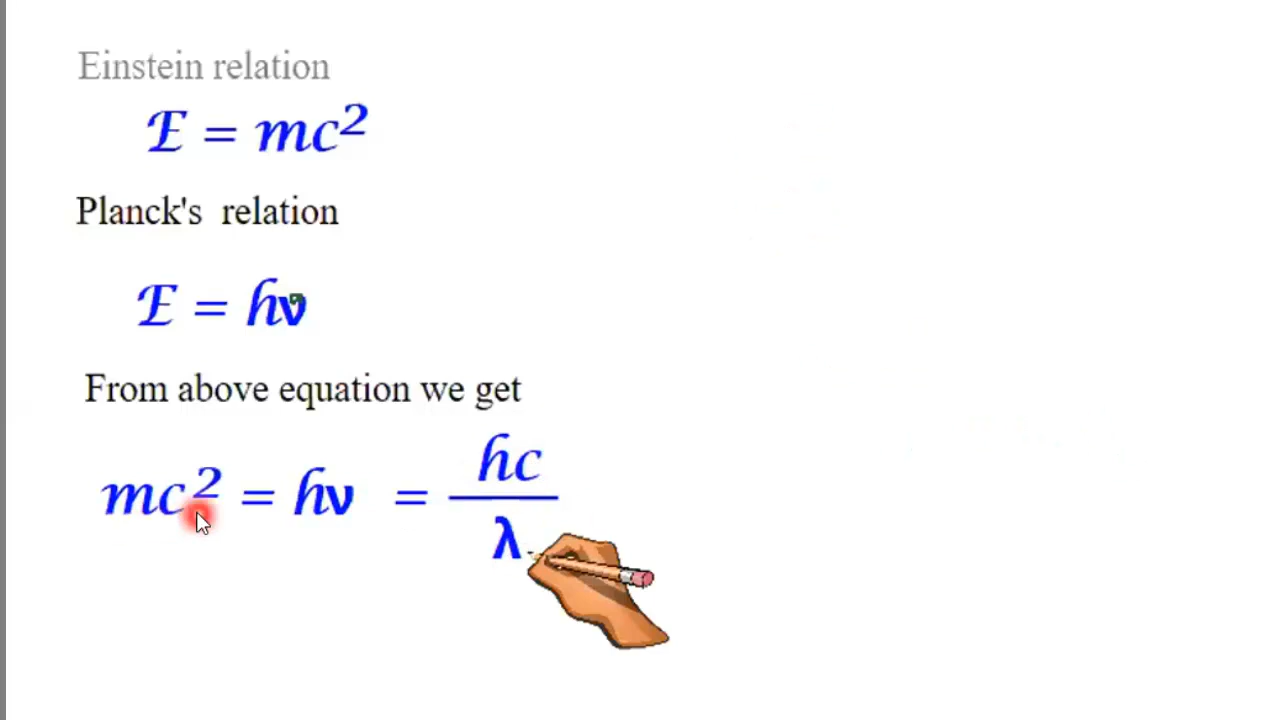 Einstein relation
E = mc²
Planck's relation
E = hν
From above equation we get
mc² = hν = hc/λ